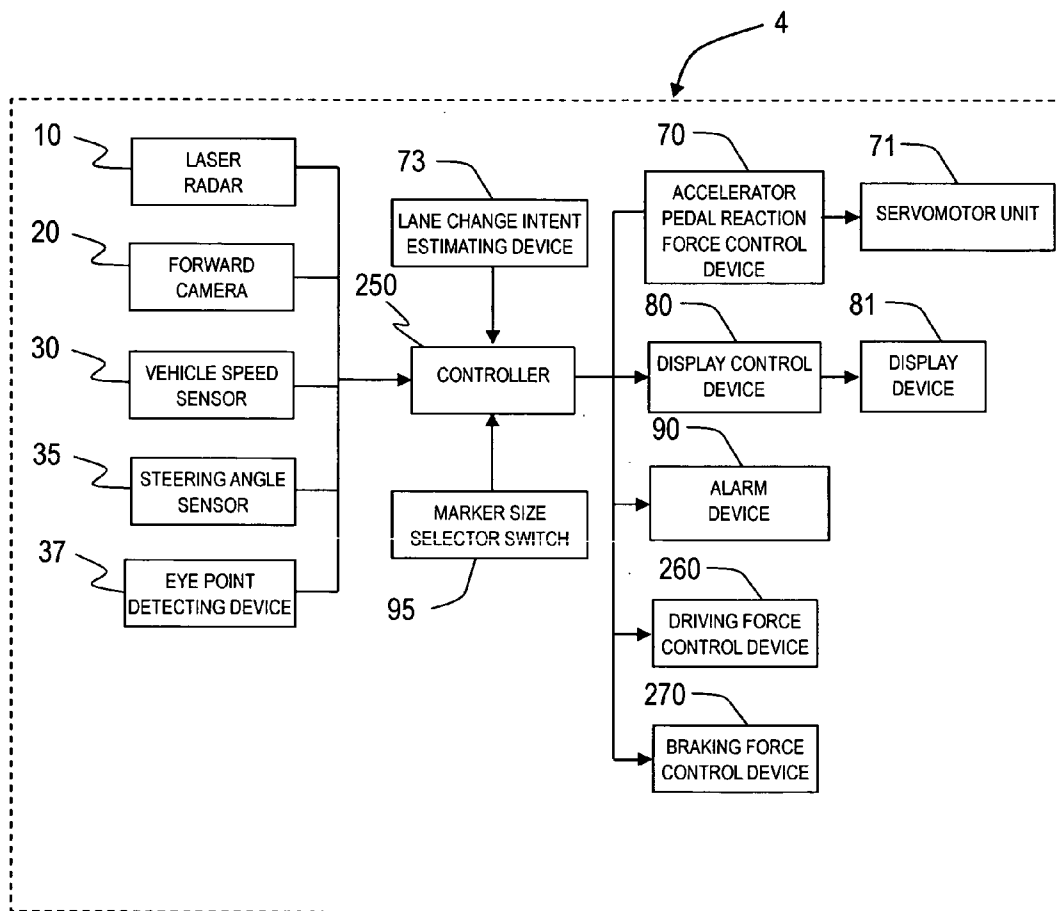 4
10
LASER
RADAR
20
FORWARD
CAMERA
30
VEHICLE SPEED
SENSOR
35
STEERING ANGLE
SENSOR
37
EYE POINT
DETECTING DEVICE
73
LANE CHANGE INTENT
ESTIMATING DEVICE
250
CONTROLLER
MARKER SIZE
SELECTOR SWITCH
95
70
ACCELERATOR
PEDAL REACTION
FORCE CONTROL
DEVICE
71
SERVOMOTOR UNIT
80
DISPLAY CONTROL
DEVICE
81
DISPLAY
DEVICE
90
ALARM
DEVICE
260
DRIVING FORCE
CONTROL DEVICE
270
BRAKING FORCE
CONTROL DEVICE